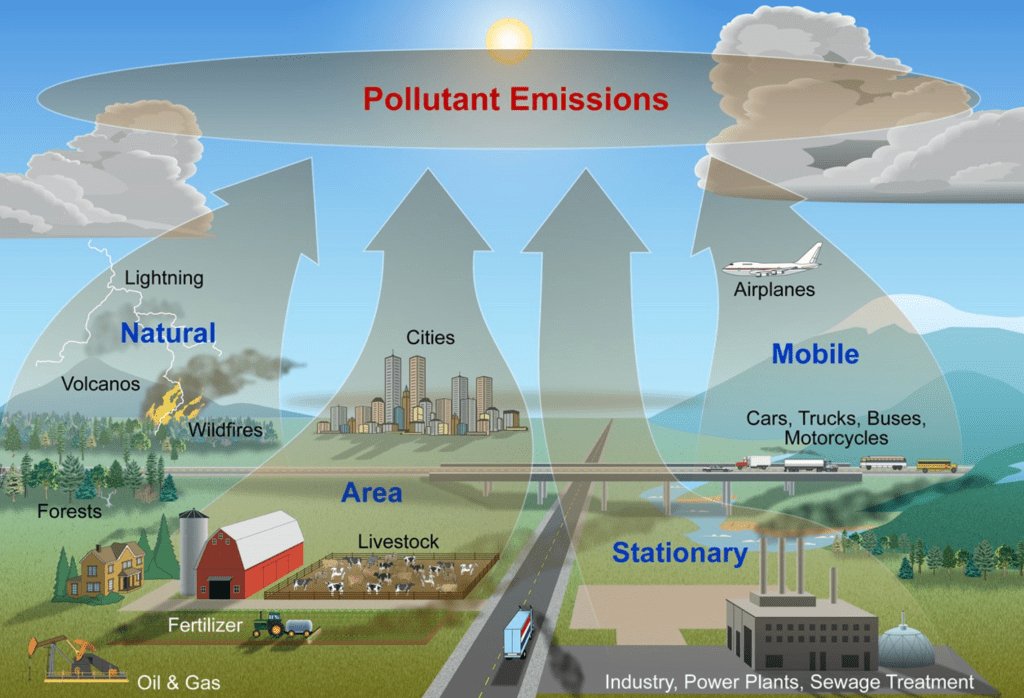 Pollutant Emissions
Lightning
Natural
Volcanos
Wildfires
Forests
Cities
Area
Livestock
Fertilizer
Oil & Gas
Airplanes
Mobile
Cars, Trucks, Buses,
Motorcycles
Stationary
Industry, Power Plants, Sewage Treatment